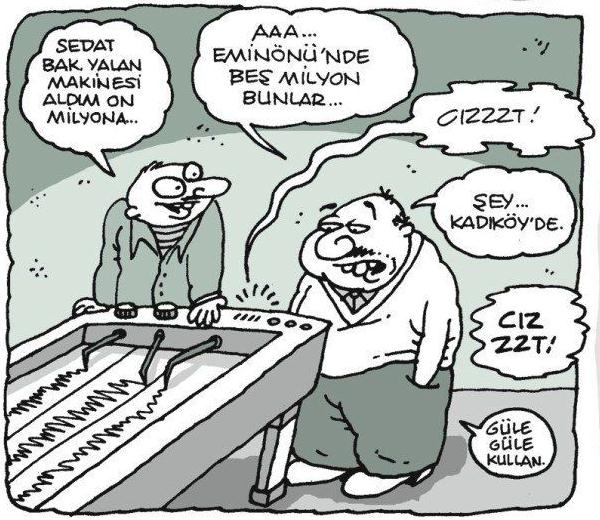 SEDAT
BAK. YALAN
MAKİNESİ
ALDIM ON
MİLYONA...
AAA...
EMİNÖNÜ'NDE
BEŞ MİLYON
BUNLAR...
CIZZZT!
ŞEY...
KADIKÖY'DE.
CIZ
ZZT!
GÜLE
GÜLE
KULLAN.